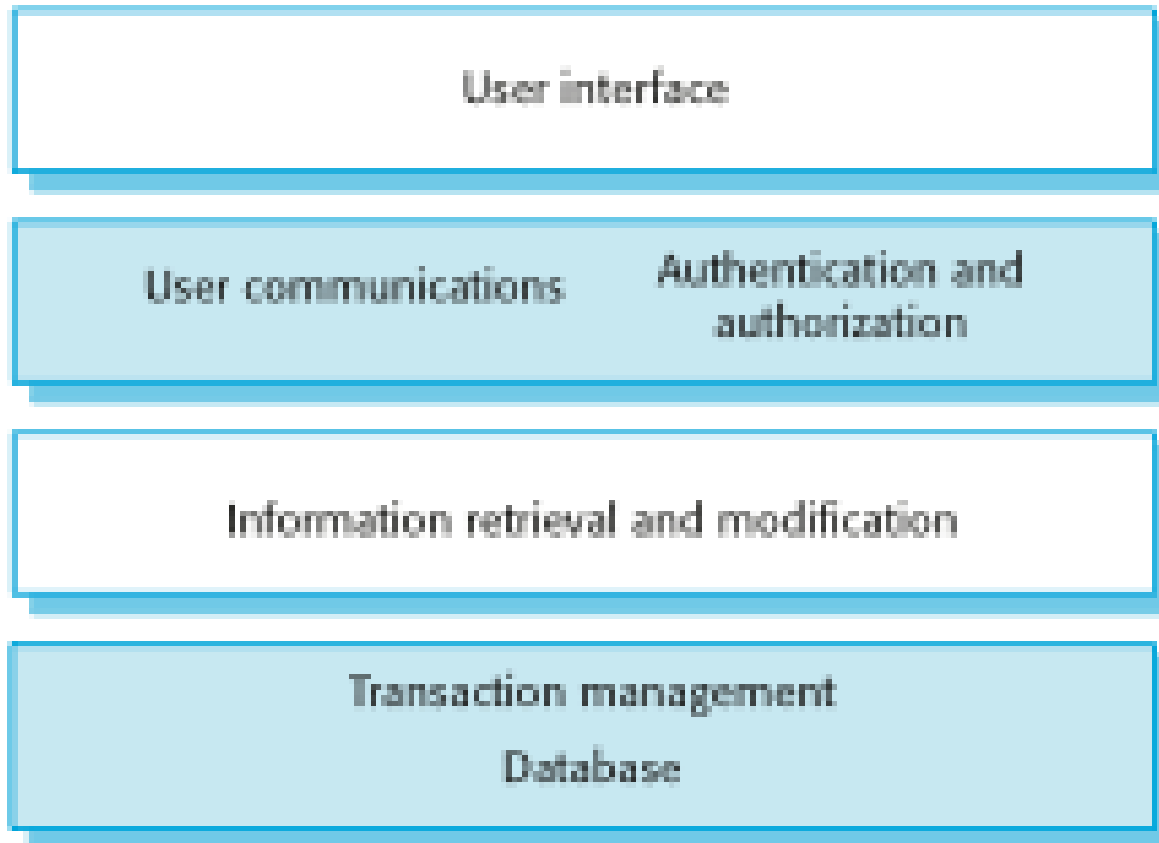 User interface
User communications
Authentication and
authorization
Information retrieval and modification
Transaction management
Database